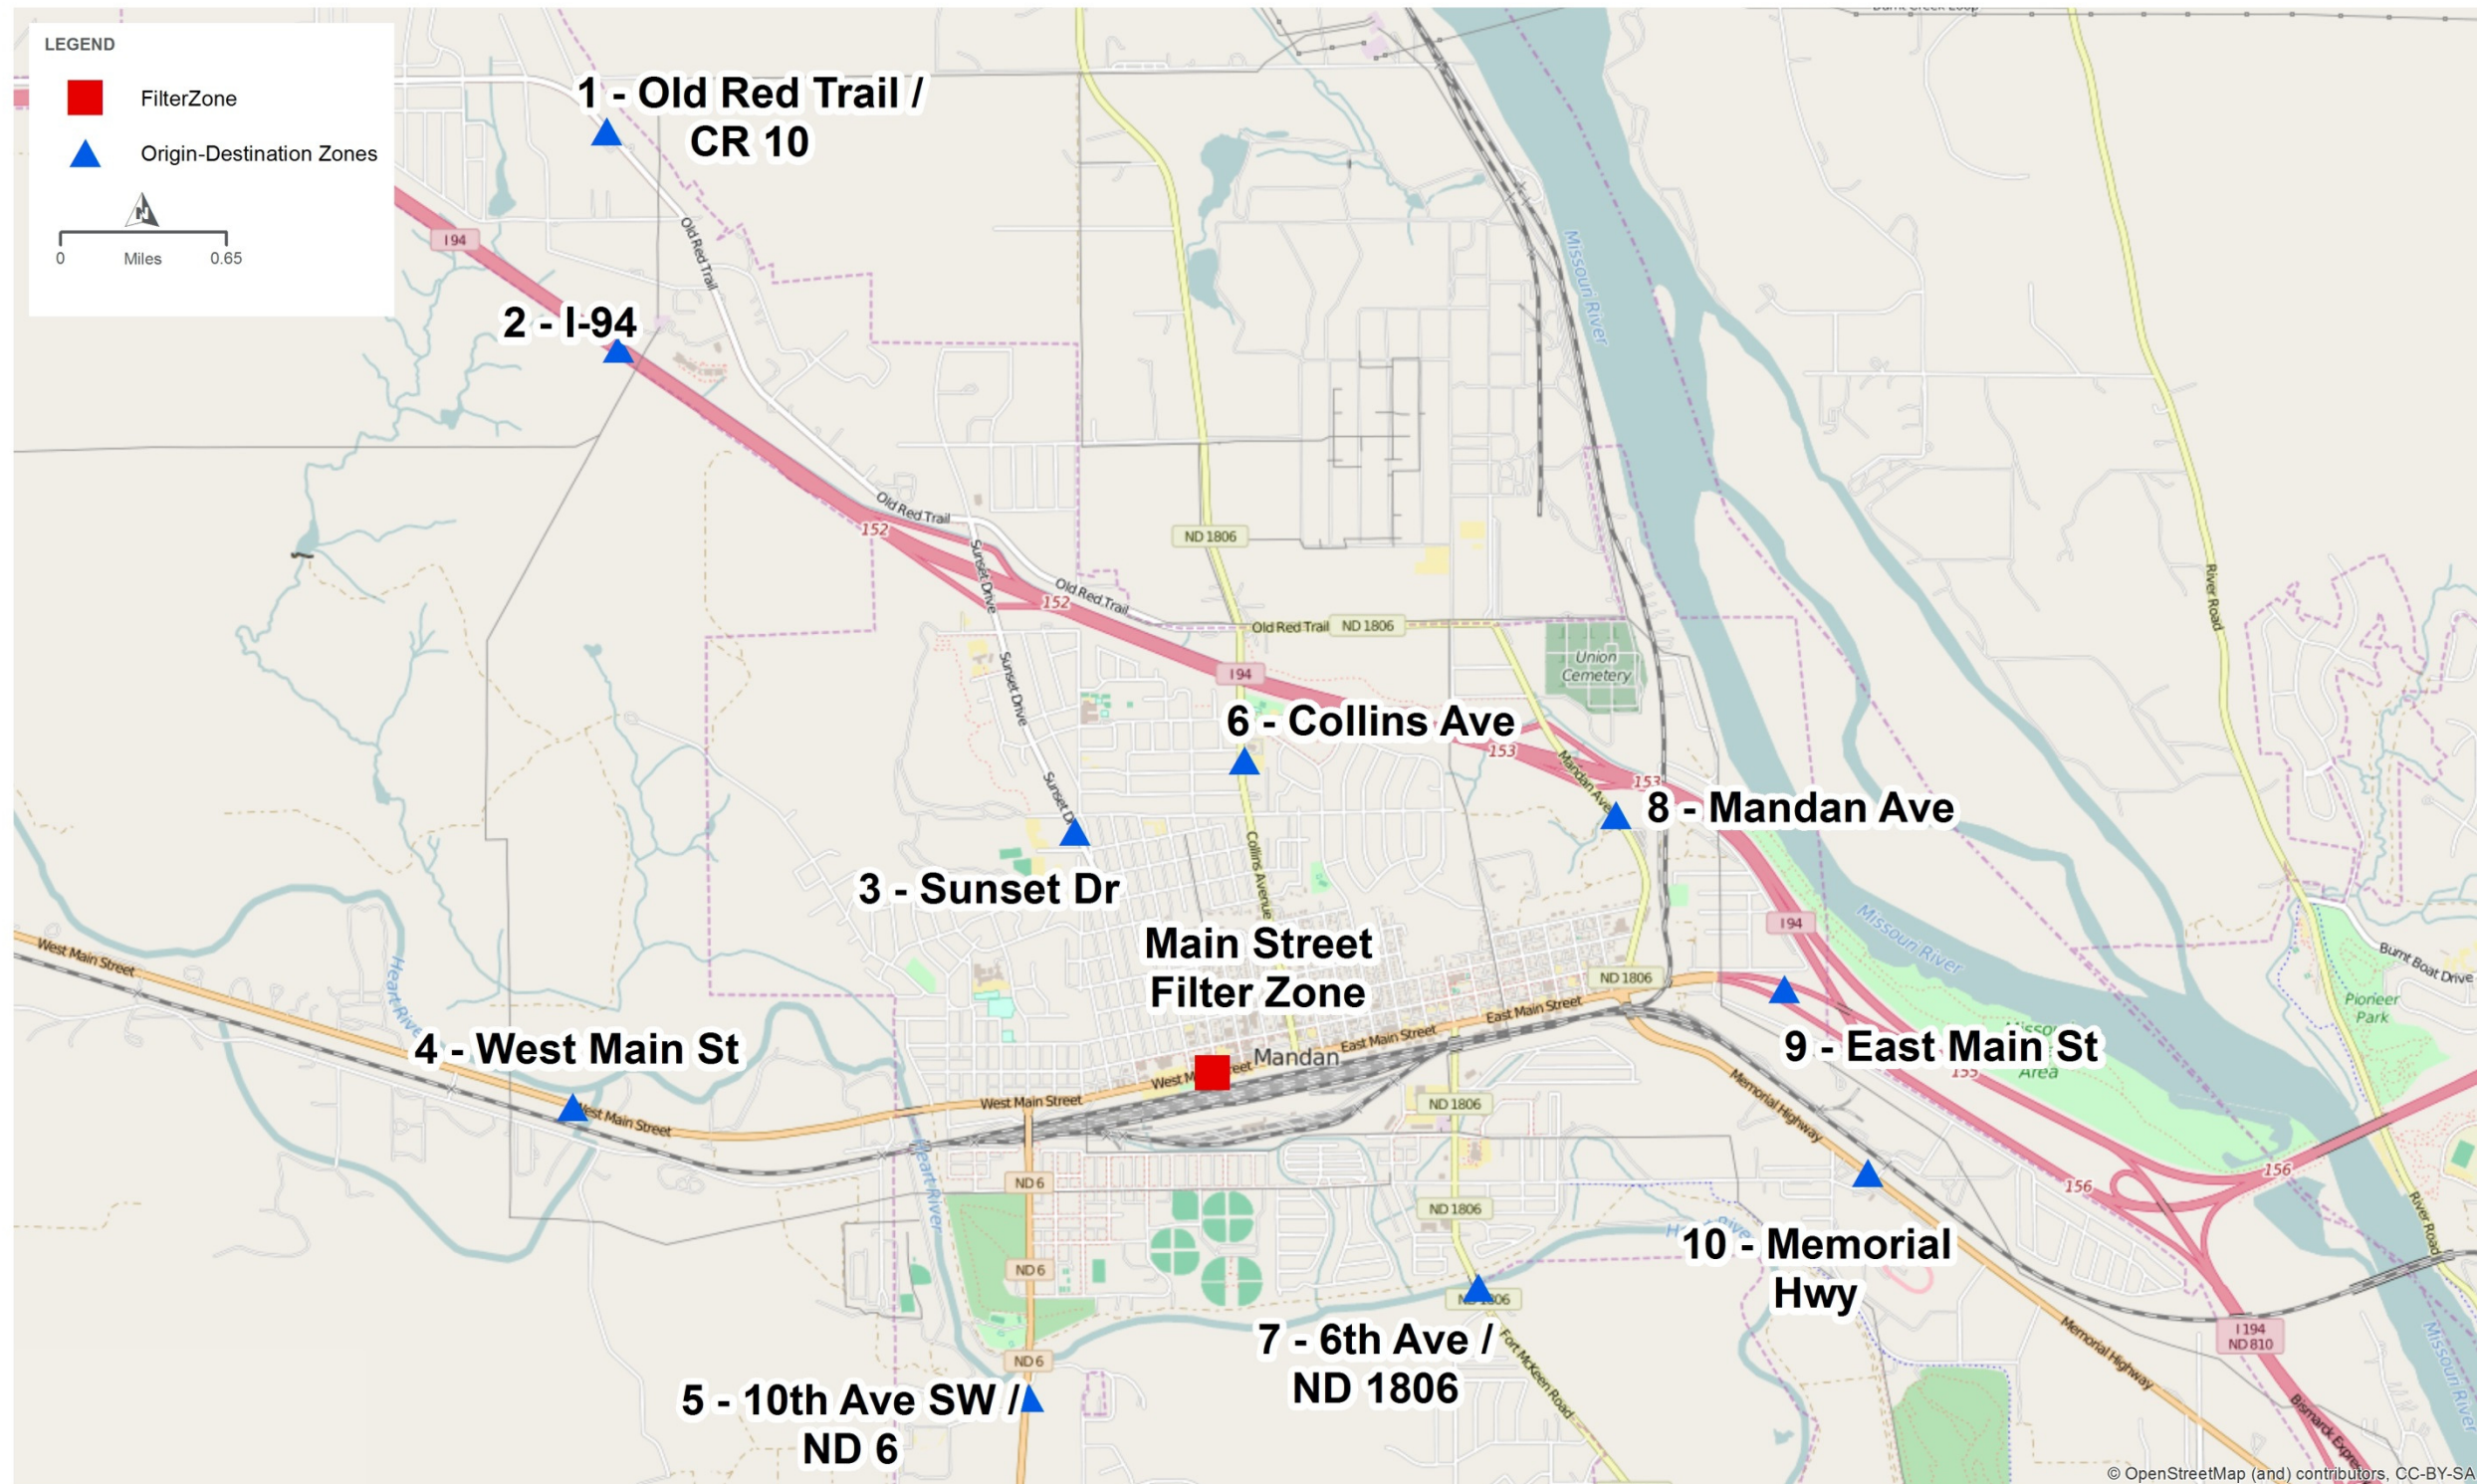 LEGEND
FilterZone
Origin-Destination Zones
N
0 Miles 0.65
1 - Old Red Trail /
CR 10
Old Red Trail
I 94
2 - I-94
Missouri River
River Road
152
Old Red Trail
Sunset Drive
152
Old Red Trail
ND 1806
Old Red Trail
ND 1806
Union
Cemetery
Sunset Drive
I 94
6 - Collins Ave
153
Mandan Ave
153
8 - Mandan Ave
Sunset Dr
3 - Sunset Dr
Collins Avenue
Main Street
Filter Zone
I 94
Missouri River
Burnt Boat Drive
Pioneer
Park
West Main Street
Heart River
ND 1806
East Main Street
East Main Street
Mandan
9 - East Main St
Area
4 - West Main St
West Main Street
West Main Street
ND 1806
Memorial Highway
Heart River
ND 6
ND 1806
156
156
River Road
10 - Memorial
Hwy
ND 6
7 - 6th Ave /
ND 1806
Fort McKeen Road
I 194
ND 810
Missouri River
Memorial Highway
ND 6
5 - 10th Ave SW /
ND 6
Bismarck
© OpenStreetMap (and) contributors, CC-BY-SA